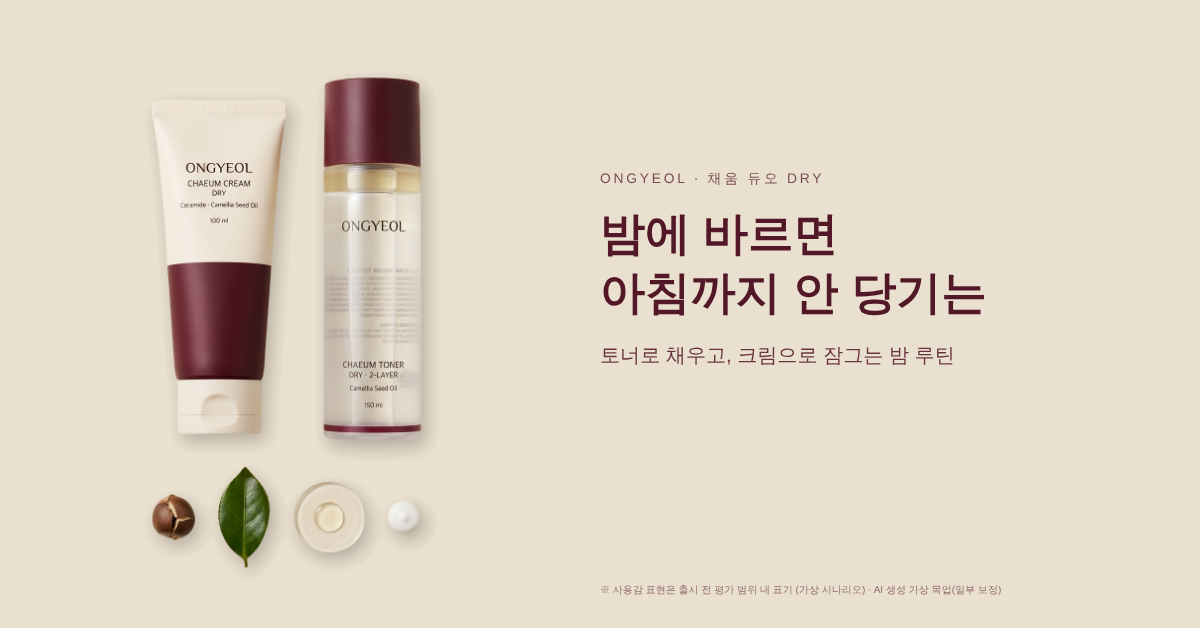 ONGYEOL
CHAEUM CREAM
DRY
Ceramide · Camellia Seed Oil
100 ml
ONGYEOL
CHAEUM TONER
DRY · 2-LAYER
Camellia Seed Oil
150 ml
ONGYEOL · 채움 듀오 DRY
밤에 바르면
아침까지 안 당기는
토너로 채우고, 크림으로 잠그는 밤 루틴
※ 사용감 표현은 출시 전 평가 범위 내 표기 (가상 시나리오) · AI 생성 가상 목업(일부 보정)